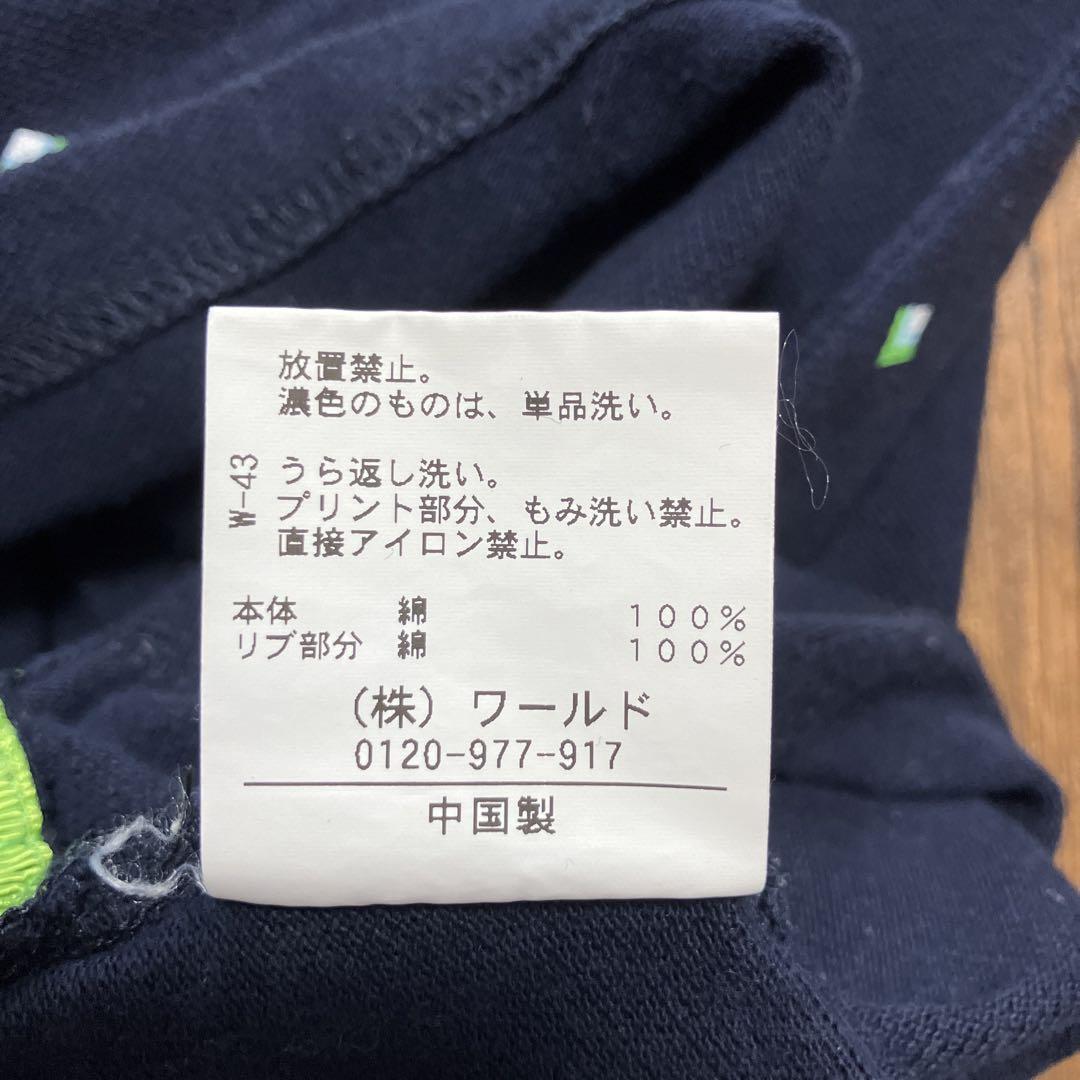 放置禁止。
濃色のものは、単品洗い。
W-43
うら返し洗い。
プリント部分、もみ洗い禁止。
直接アイロン禁止。
本体 綿 100%
リブ部分 綿 100%
(株) ワールド
0120-977-917
中国製